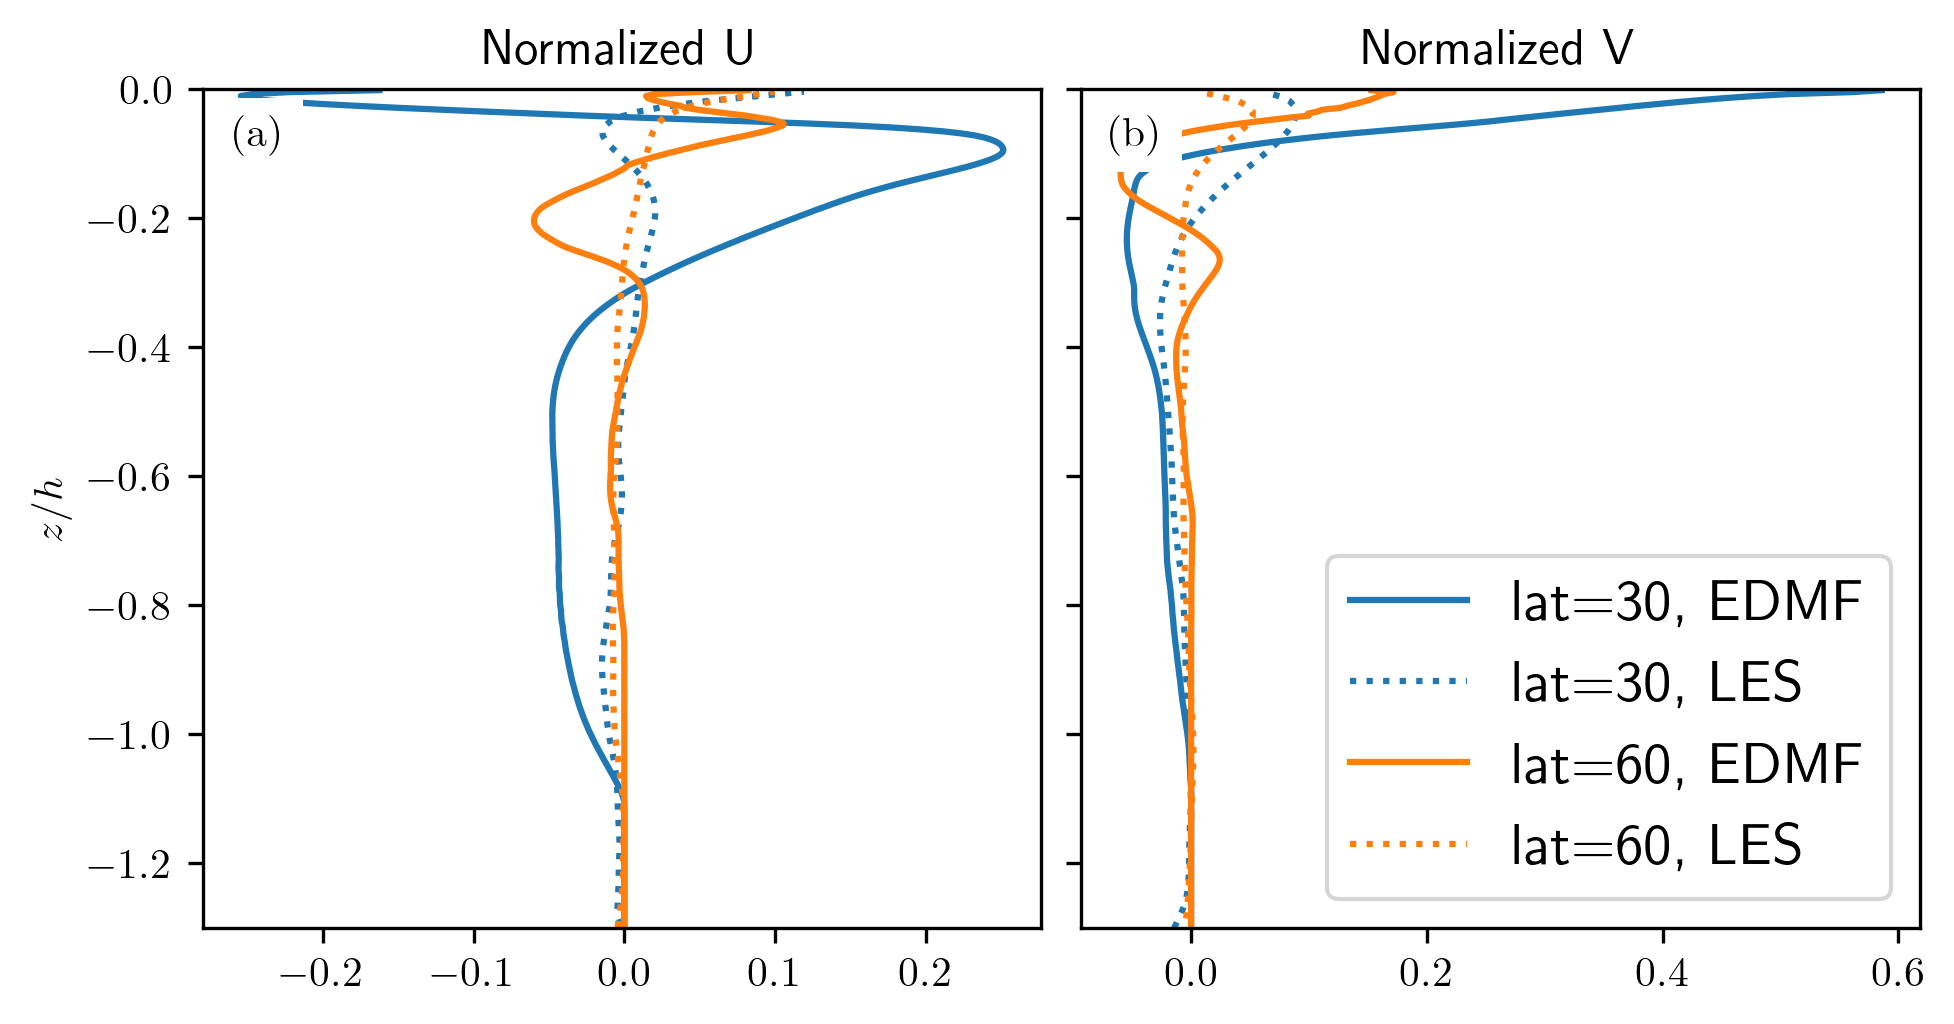 Normalized U
Normalized V
(a)
(b)
0.0
−0.2
−0.4
−0.6
−0.8
−1.0
−1.2
z/h
−0.2
−0.1
0.0
0.1
0.2
0.0
0.2
0.4
0.6
lat=30, EDMF
lat=30, LES
lat=60, EDMF
lat=60, LES